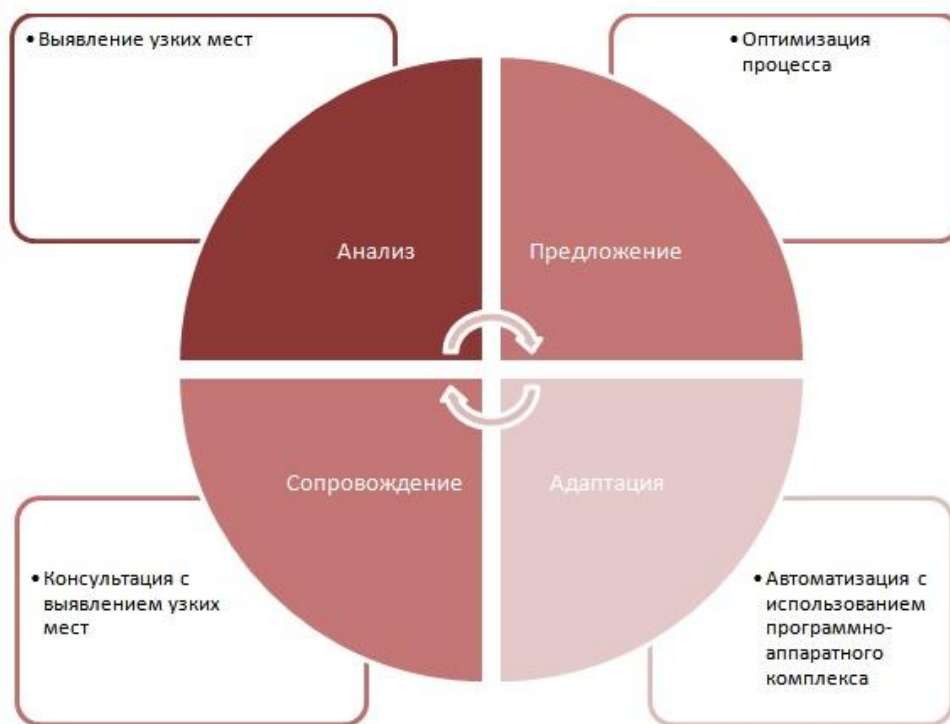 • Выявление узких мест
• Оптимизация
процесса
Анализ
Предложение
Сопровождение
Адаптация
• Консультация с
выявлением узких
мест
• Автоматизация с
использованием
программно-
аппаратного
комплекса